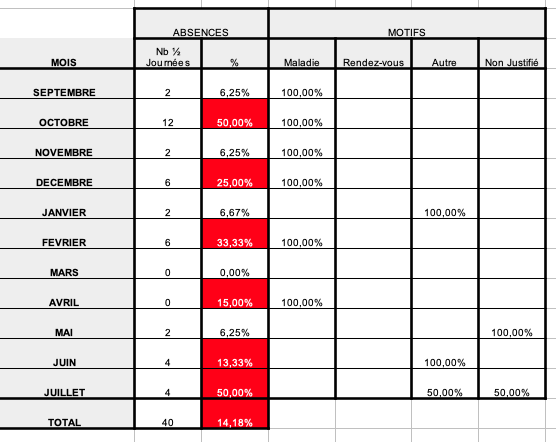 ABSENCES MOTIFS
MOIS Nb ½ Journées % Maladie Rendez-vous Autre Non Justifié
SEPTEMBRE 2 6,25% 100,00%
OCTOBRE 12 50,00% 100,00%
NOVEMBRE 2 6,25% 100,00%
DECEMBRE 6 25,00% 100,00%
JANVIER 2 6,67% 100,00%
FEVRIER 6 33,33% 100,00%
MARS 0 0,00%
AVRIL 0 15,00% 100,00%
MAI 2 6,25% 100,00%
JUIN 4 13,33% 100,00%
JUILLET 4 50,00% 50,00% 50,00%
TOTAL 40 14,18%